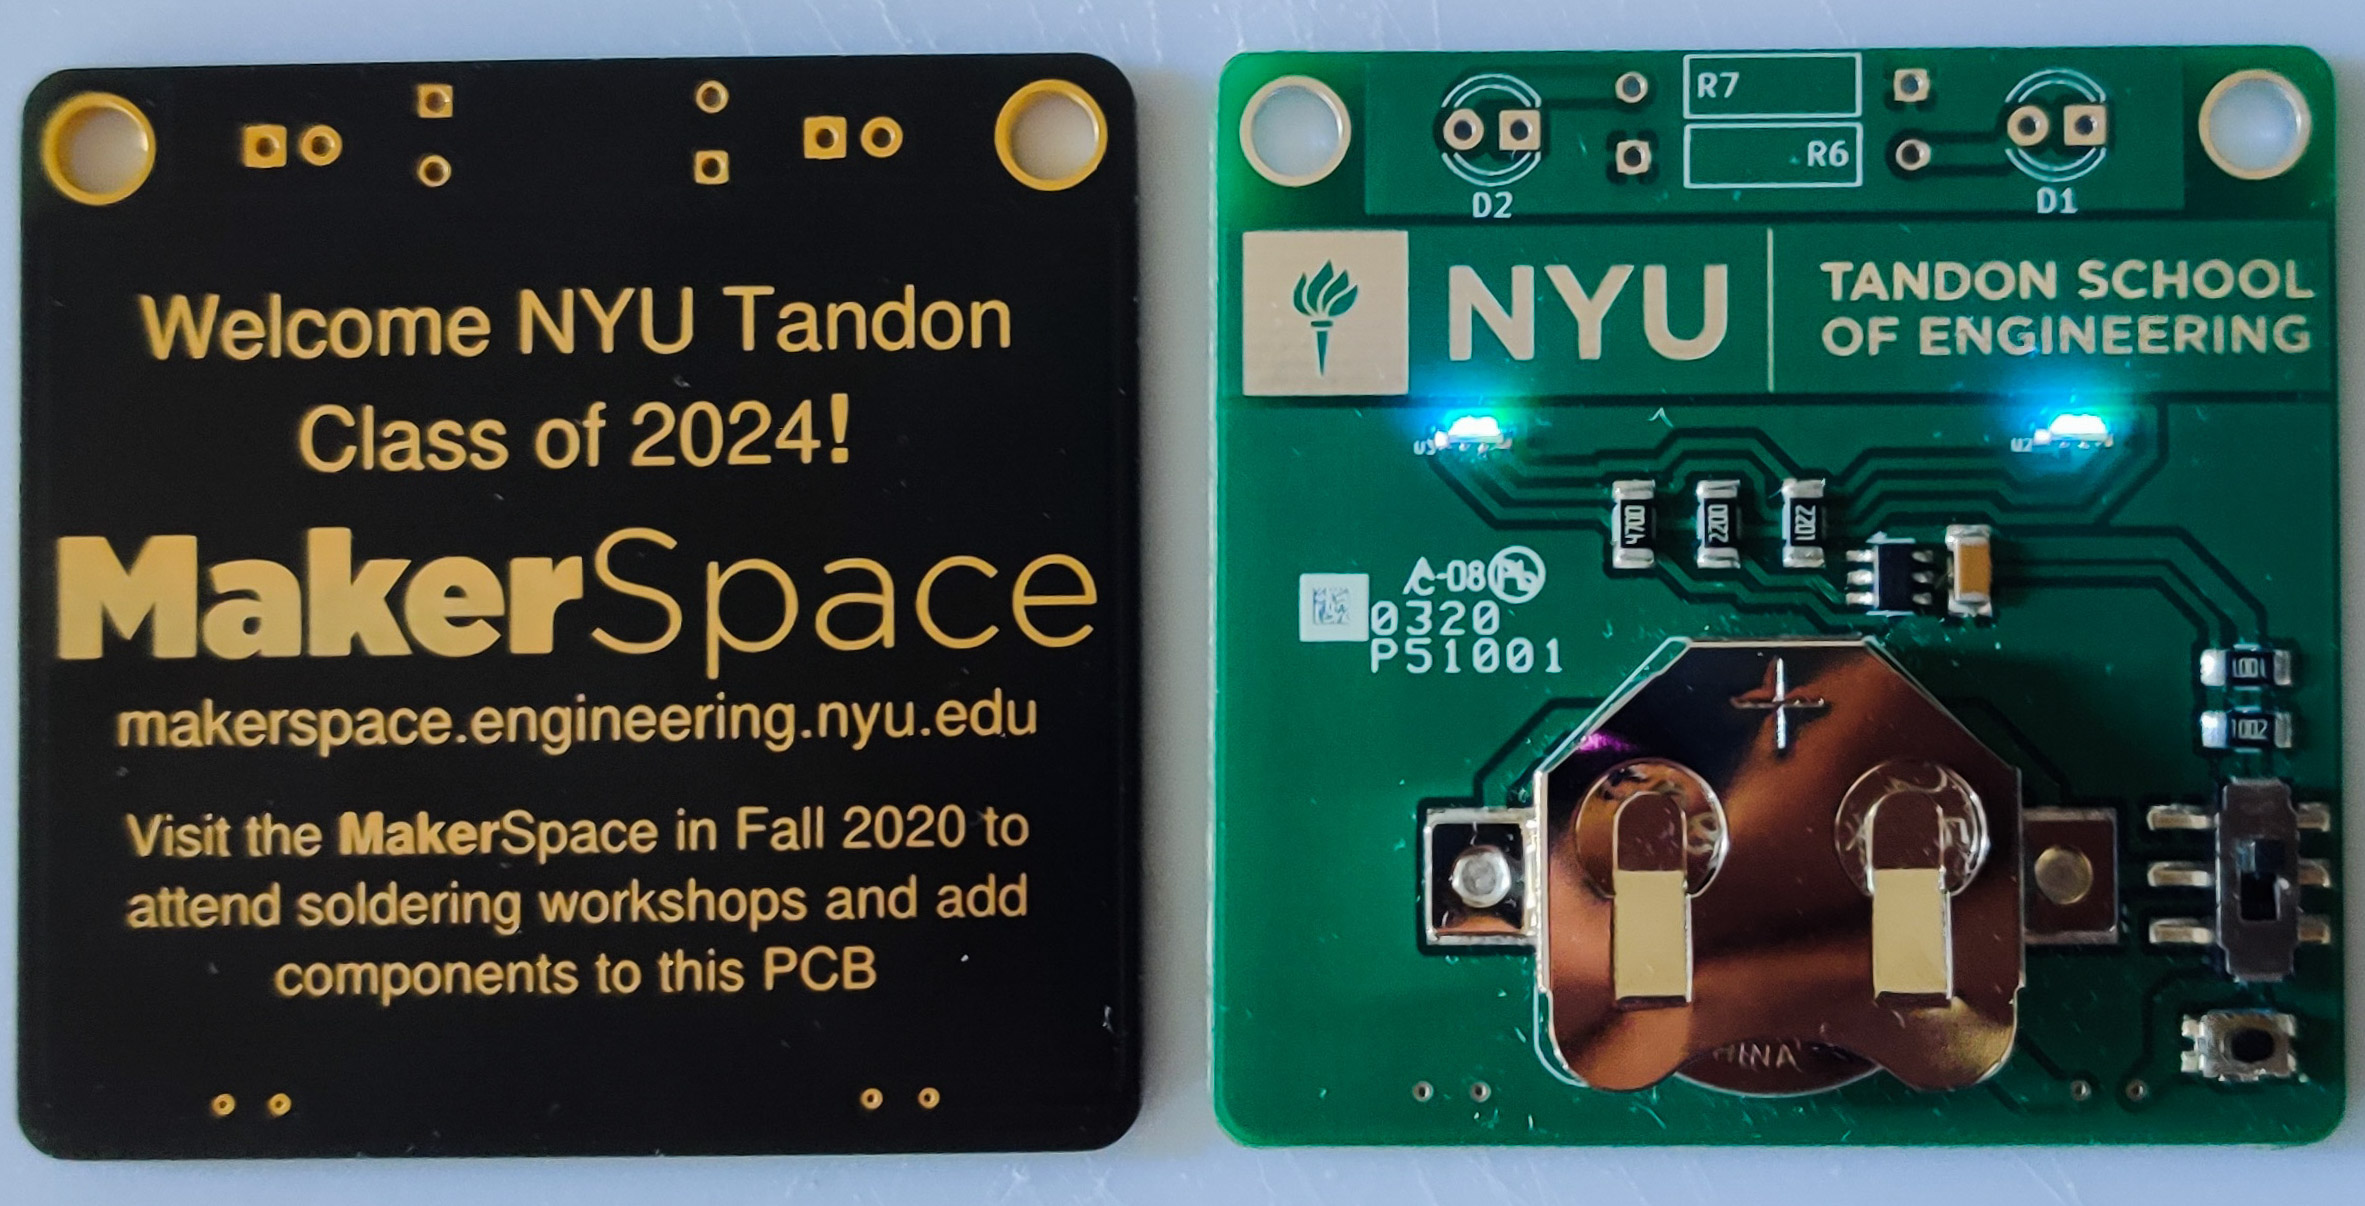 Welcome NYU Tandon
Class of 2024!
MakerSpace
makerspace.engineering.nyu.edu
Visit the MakerSpace in Fall 2020 to
attend soldering workshops and add
components to this PCB
R7
R6
D2
D1
NYU
TANDON SCHOOL
OF ENGINEERING
U3
U2
4700
2200
1022
-08 Pb
0320
P51001
1001
1002
+
HINA